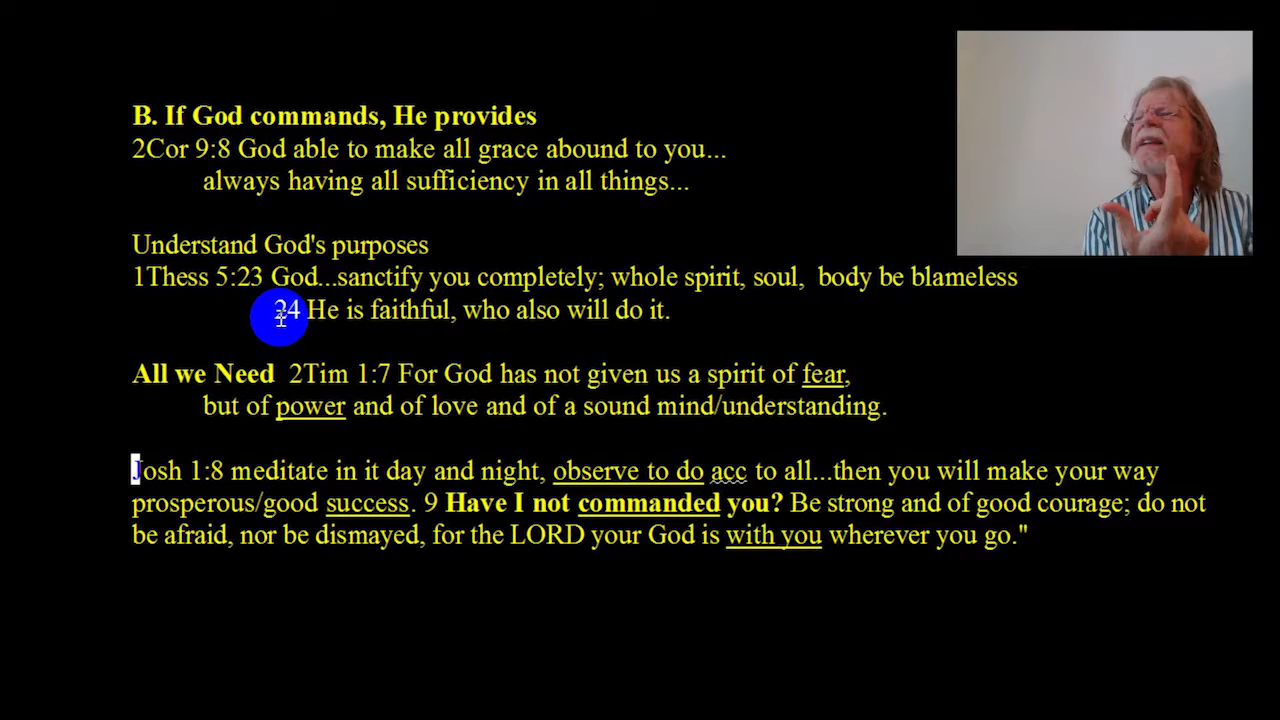 B. If God commands, He provides
2Cor 9:8 God able to make all grace abound to you...
always having all sufficiency in all things...
Understand God's purposes
1Thess 5:23 God...sanctify you completely; whole spirit, soul, body be blameless
24 He is faithful, who also will do it.
All we Need 2Tim 1:7 For God has not given us a spirit of fear,
but of power and of love and of a sound mind/understanding.
Josh 1:8 meditate in it day and night, observe to do acc to all...then you will make your way
prosperous/good success. 9 Have I not commanded you? Be strong and of good courage; do not
be afraid, nor be dismayed, for the LORD your God is with you wherever you go."